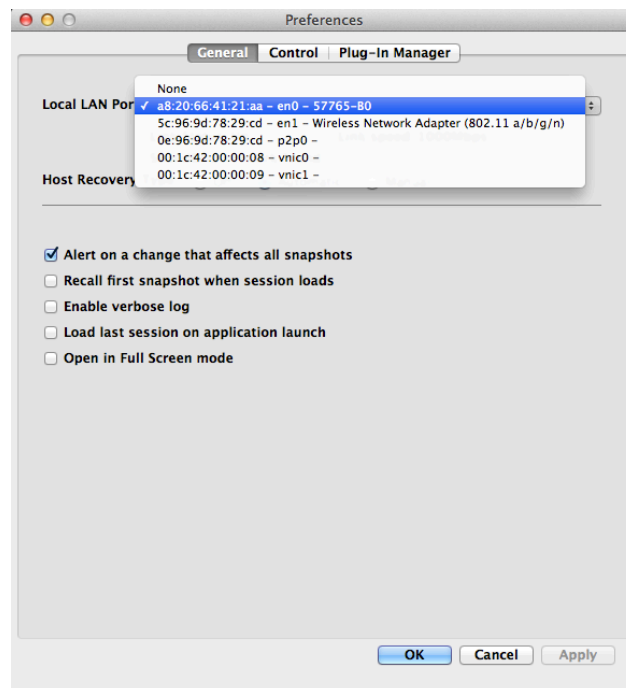 Preferences
General Control Plug-In Manager
None
Local LAN Por ✓ a8:20:66:41:21:aa - en0 - 57765-B0
5c:96:9d:78:29:cd - en1 - Wireless Network Adapter (802.11 a/b/g/n)
0e:96:9d:78:29:cd - p2p0 -
00:1c:42:00:00:08 - vnic0 -
00:1c:42:00:00:09 - vnic1 -
Host Recovery
Alert on a change that affects all snapshots
Recall first snapshot when session loads
Enable verbose log
Load last session on application launch
Open in Full Screen mode
OK Cancel Apply